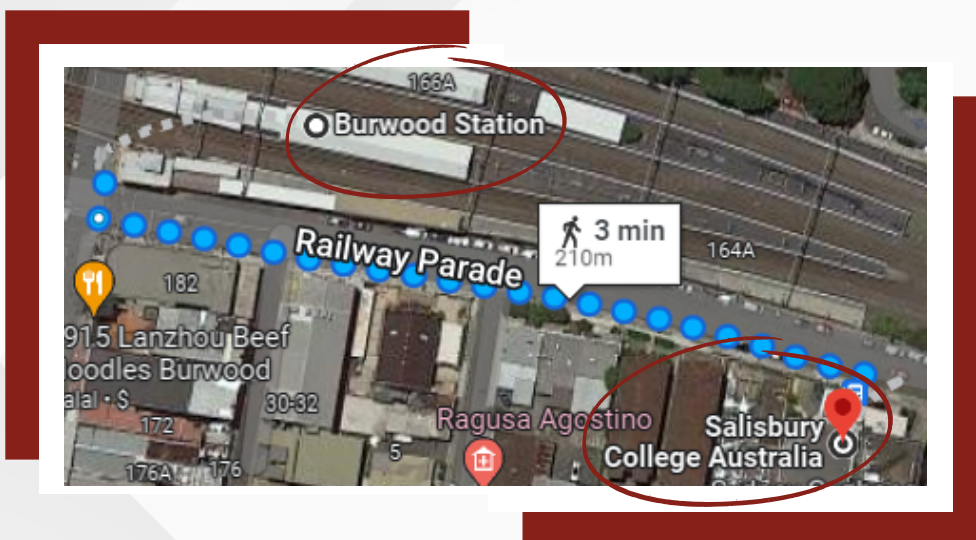 166A
Burwood Station
Railway Parade
3 min
210m
164A
182
915 Lanzhou Beef
oodles Burwood
alal • $
30-32
172
Ragusa Agostino
Salisbury
College Australia
5
176A
176